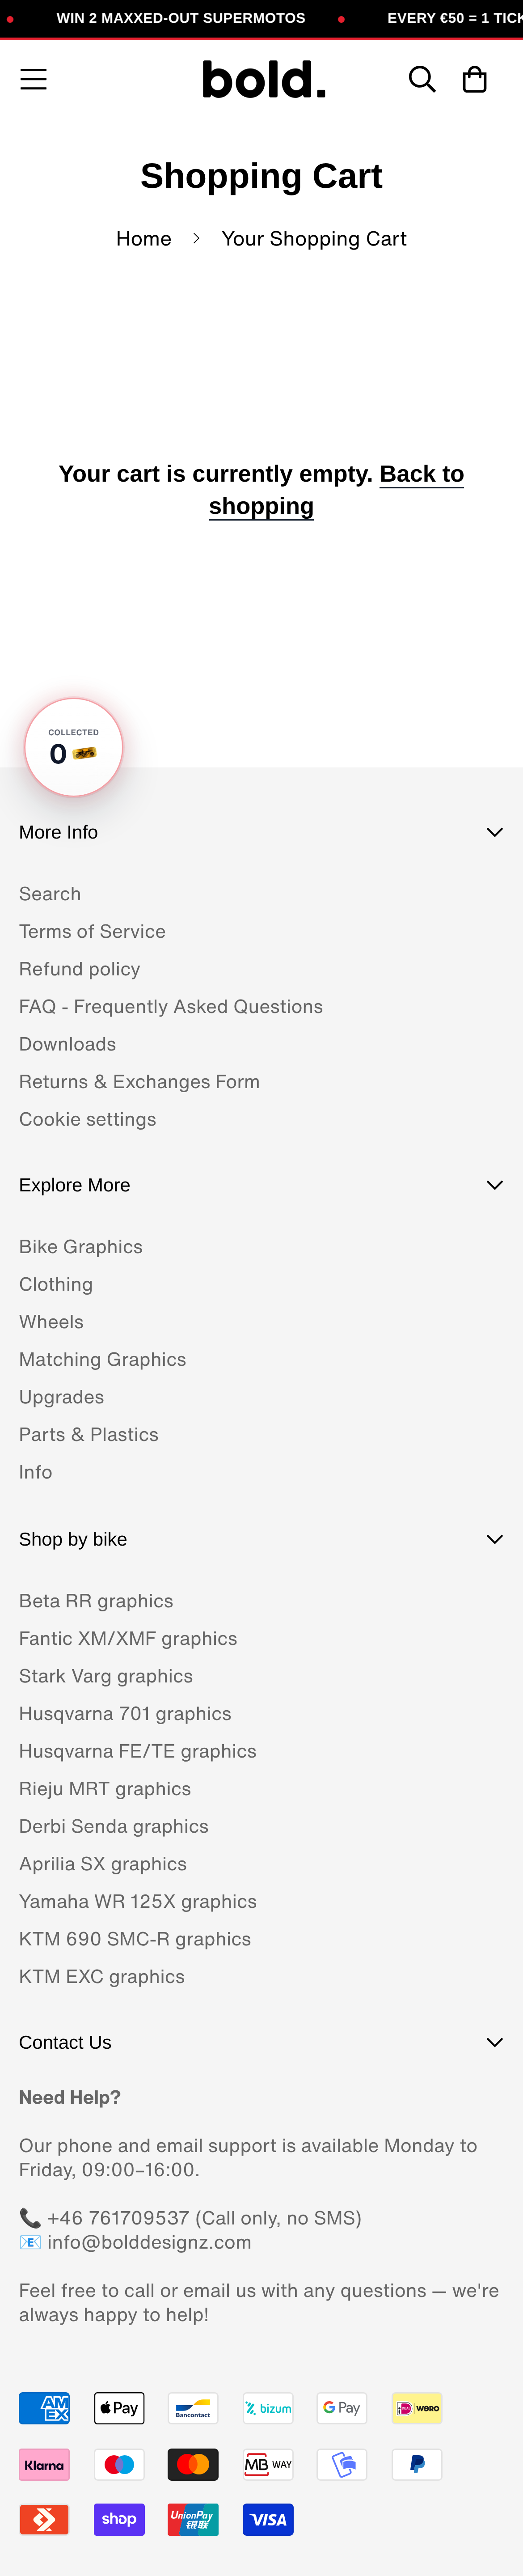 WIN 2 MAXXED-OUT SUPERMOTOS
EVERY €50 = 1
bold.
Shopping Cart
Home > Your Shopping Cart
Your cart is currently empty. Back to
shopping
COLLECTED
0
More Info
Search
Terms of Service
Refund policy
FAQ - Frequently Asked Questions
Downloads
Returns & Exchanges Form
Cookie settings
Explore More
Bike Graphics
Clothing
Wheels
Matching Graphics
Upgrades
Parts & Plastics
Info
Shop by bike
Beta RR graphics
Fantic XM/XMF graphics
Stark Varg graphics
Husqvarna 701 graphics
Husqvarna FE/TE graphics
Rieju MRT graphics
Derbi Senda graphics
Aprilia SX graphics
Yamaha WR 125X graphics
KTM 690 SMC-R graphics
KTM EXC graphics
Contact Us
Need Help?
Our phone and email support is available Monday to
Friday, 09:00–16:00.
📞 +46 761709537 (Call only, no SMS)
📧 info@bolddesignz.com
Feel free to call or email us with any questions — we're
always happy to help!
AMEX Pay Bancontact bizum G Pay iDEAL wero
Klarna MB WAY
shop UnionPay 银联 VISA